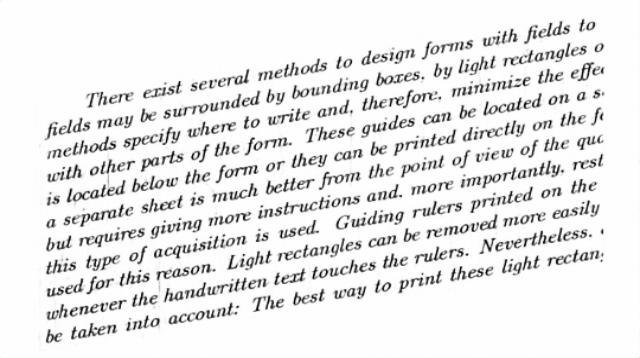 There exist several methods to design forms with fields to
fields may be surrounded by bounding boxes, by light rectangles
methods specify where to write and, therefore, minimize the
with other parts of the form. These guides can be located on a
is located below the form or they can be printed directly on the
a separate sheet is much better from the point of view of the
but requires giving more instructions and, more importantly, rest
this type of acquisition is used. Guiding rulers printed on the
used for this reason. Light rectangles can be removed more easily
whenever the handwritten text touches the rulers. Nevertheless,
be taken into account: The best way to print these light